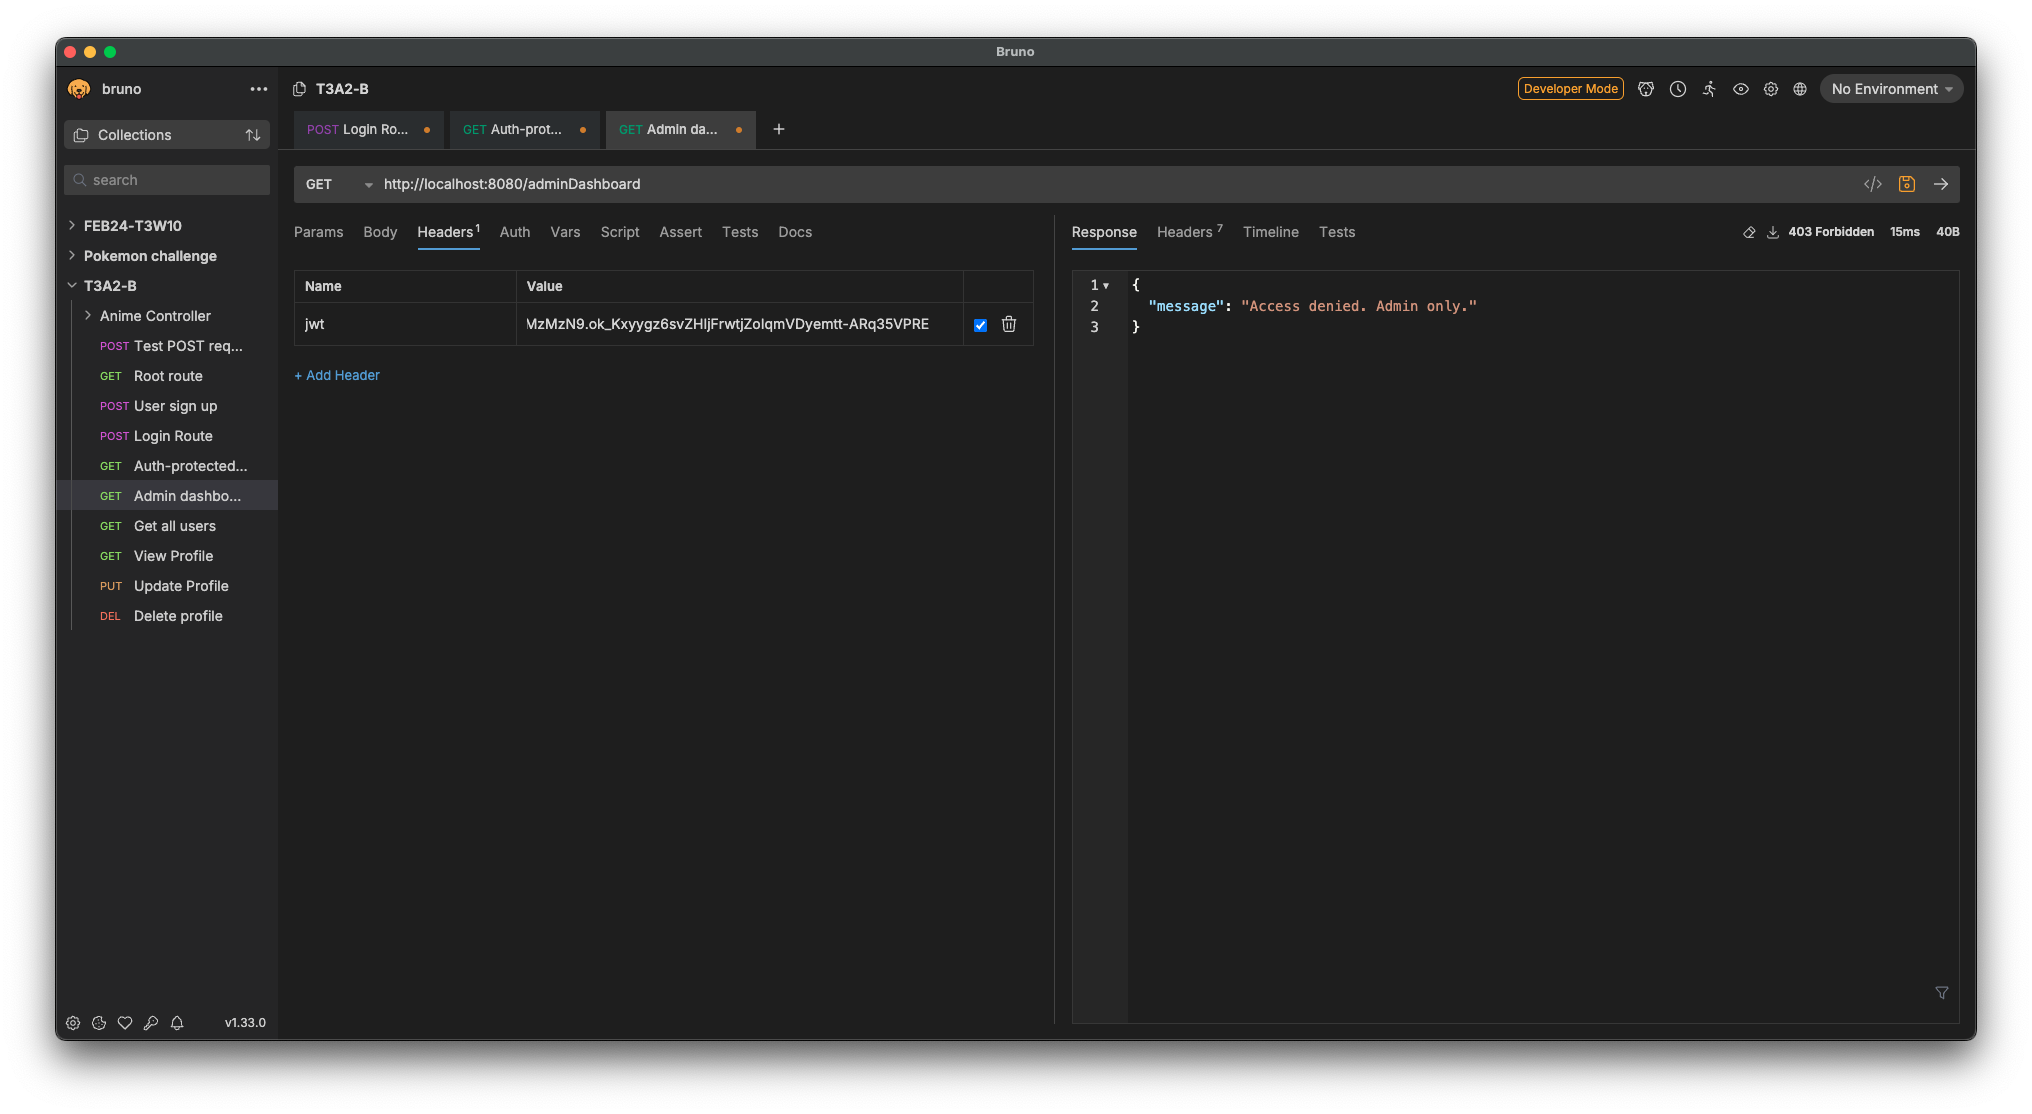 Bruno
bruno
Collections
search
FEB24-T3W10
Pokemon challenge
T3A2-B
Anime Controller
POST Test POST req...
GET Root route
POST User sign up
POST Login Route
GET Auth-protected...
GET Admin dashbo...
GET Get all users
GET View Profile
PUT Update Profile
DEL Delete profile
v1.33.0
T3A2-B
Developer Mode
No Environment
POST Login Ro...
GET Auth-prot...
GET Admin da...
+
GET http://localhost:8080/adminDashboard
Params Body Headers 1 Auth Vars Script Assert Tests Docs
Name Value
jwt MzMzN9.ok_Kxyygz6svZHIjFrwtjZoIqmVDyemtt-ARq35VPRE
+ Add Header
Response Headers 7 Timeline Tests
403 Forbidden 15ms 40B
1 {
2 "message": "Access denied. Admin only."
3 }